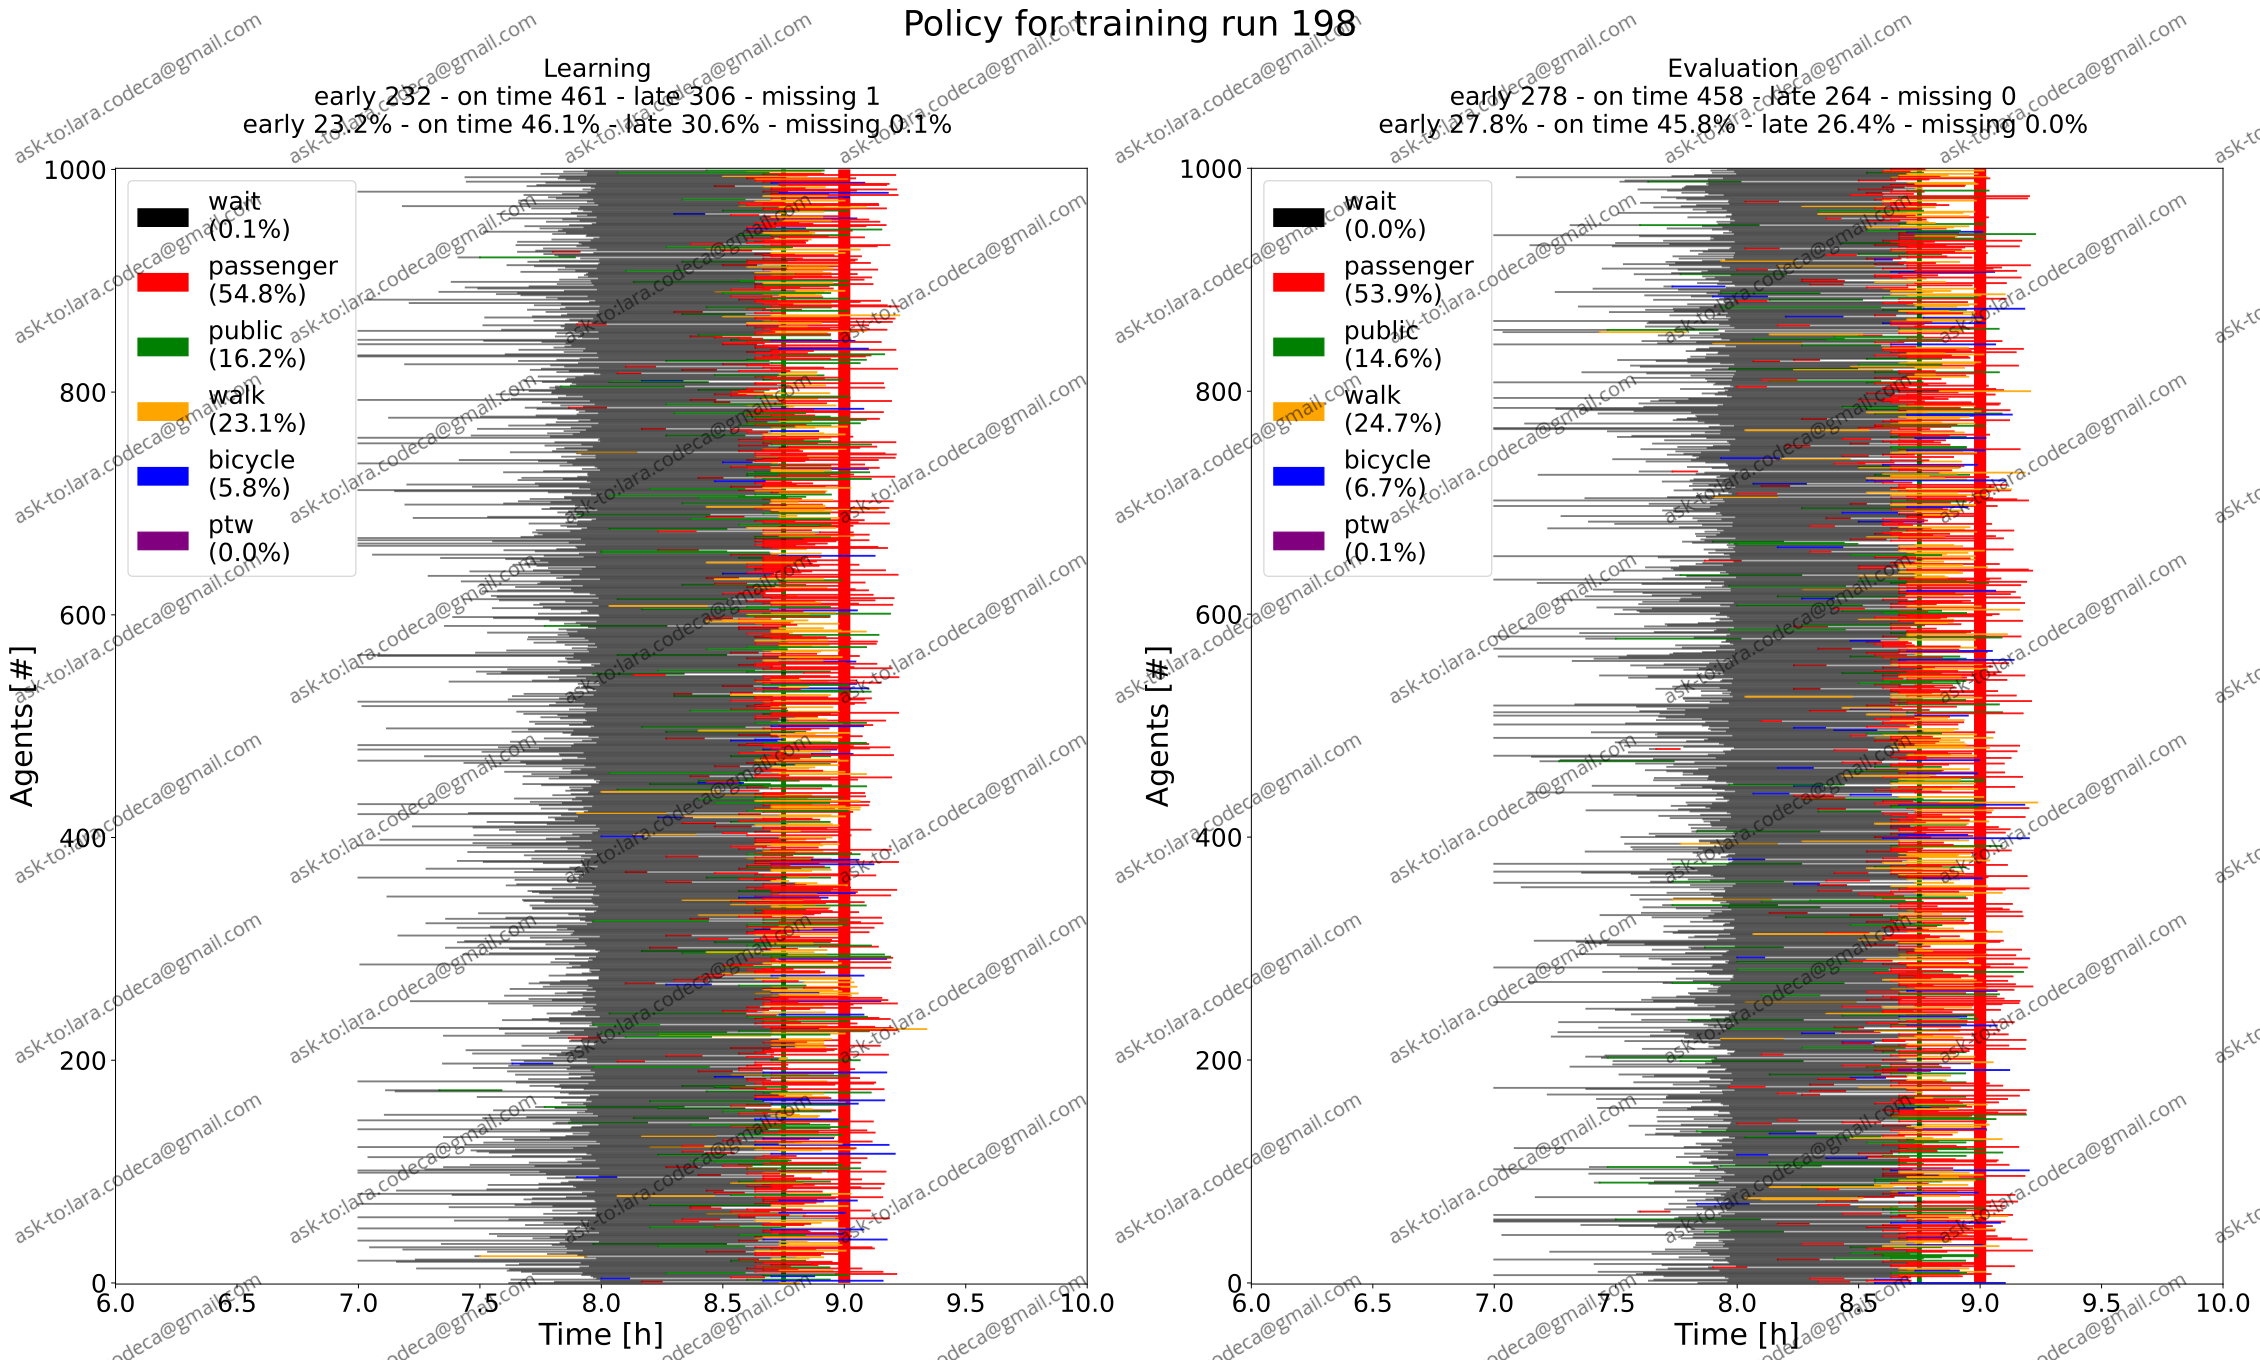 Policy for training run 198
Learning
early 232 - on time 461 - late 306 - missing 1
early 23.2% - on time 46.1% - late 30.6% - missing 0.1%
1000
800
600
400
200
0
Agents [#]
wait
(0.1%)
passenger
(54.8%)
public
(16.2%)
walk
(23.1%)
bicycle
(5.8%)
ptw
(0.0%)
6.0 6.5 7.0 7.5 8.0 8.5 9.0 9.5 10.0
Time [h]
Evaluation
early 278 - on time 458 - late 264 - missing 0
early 27.8% - on time 45.8% - late 26.4% - missing 0.0%
1000
800
600
400
200
0
Agents [#]
wait
(0.0%)
passenger
(53.9%)
public
(14.6%)
walk
(24.7%)
bicycle
(6.7%)
ptw
(0.1%)
6.0 6.5 7.0 7.5 8.0 8.5 9.0 9.5 10.0
Time [h]
ask-to:lara.codeca@gmail.com